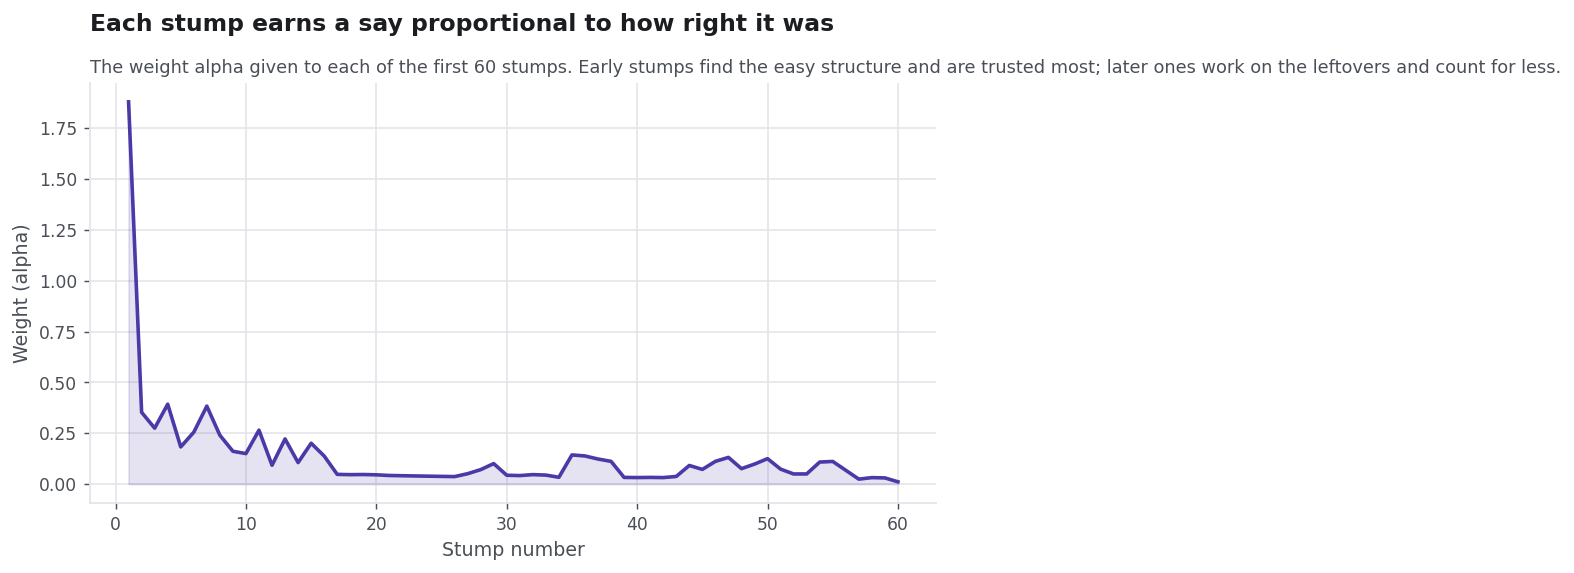 Each stump earns a say proportional to how right it was
The weight alpha given to each of the first 60 stumps. Early stumps find the easy structure and are trusted most; later ones work on the leftovers and count for less.
Weight (alpha)
1.75
1.50
1.25
1.00
0.75
0.50
0.25
0.00
0 10 20 30 40 50 60
Stump number